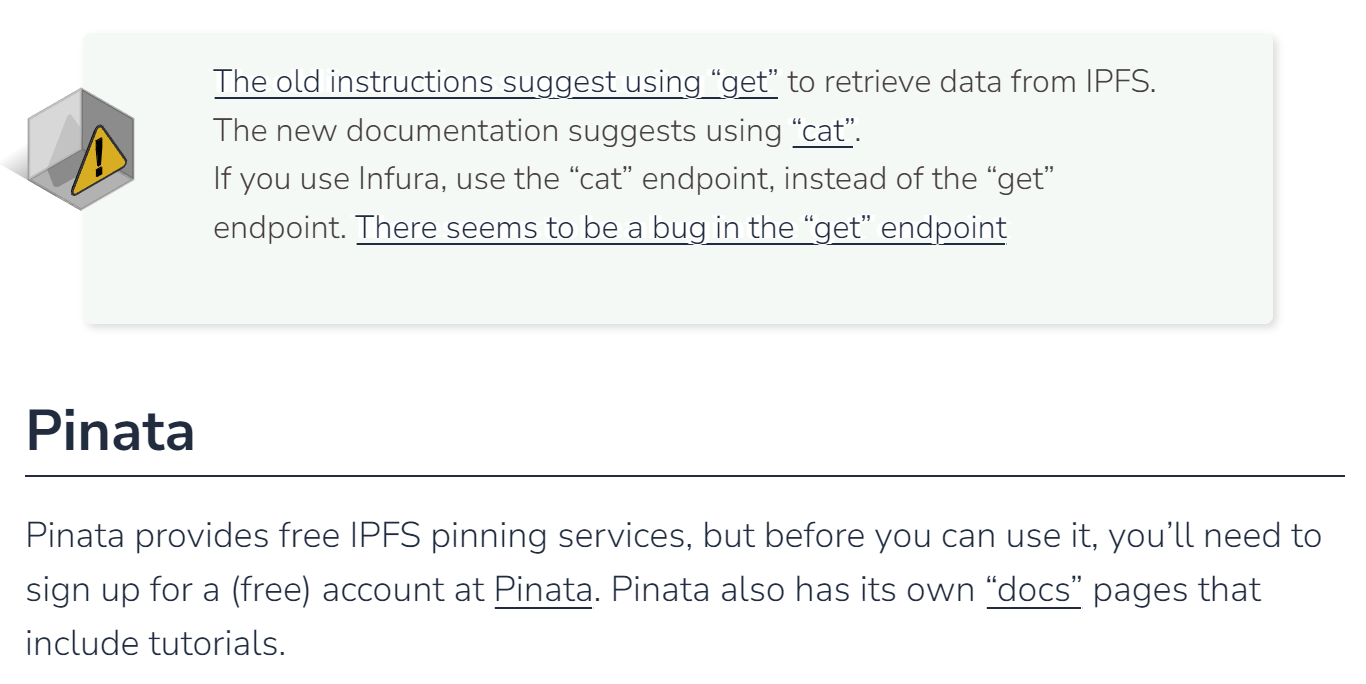 The old instructions suggest using “get” to retrieve data from IPFS.
The new documentation suggests using “cat”.
If you use Infura, use the “cat” endpoint, instead of the “get”
endpoint. There seems to be a bug in the “get” endpoint
!
Pinata
Pinata provides free IPFS pinning services, but before you can use it, you’ll need to
sign up for a (free) account at Pinata. Pinata also has its own “docs” pages that
include tutorials.